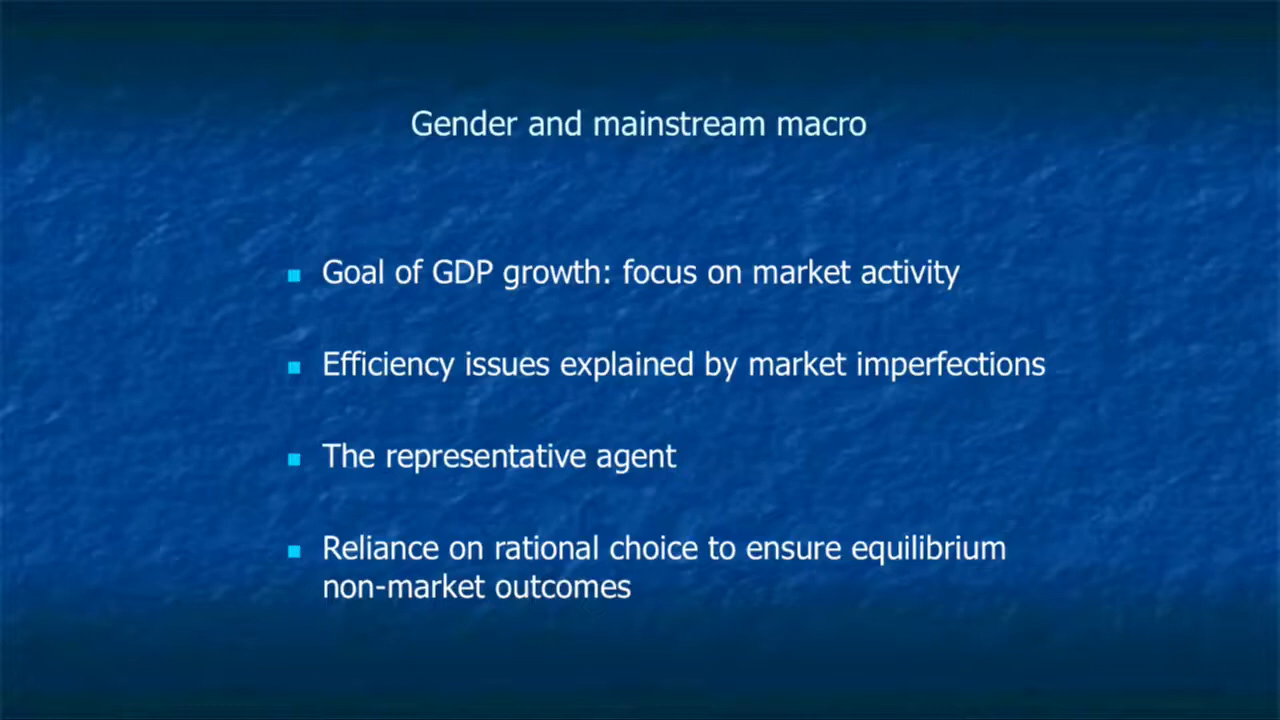 Gender and mainstream macro
Goal of GDP growth: focus on market activity
Efficiency issues explained by market imperfections
The representative agent
Reliance on rational choice to ensure equilibrium
non-market outcomes